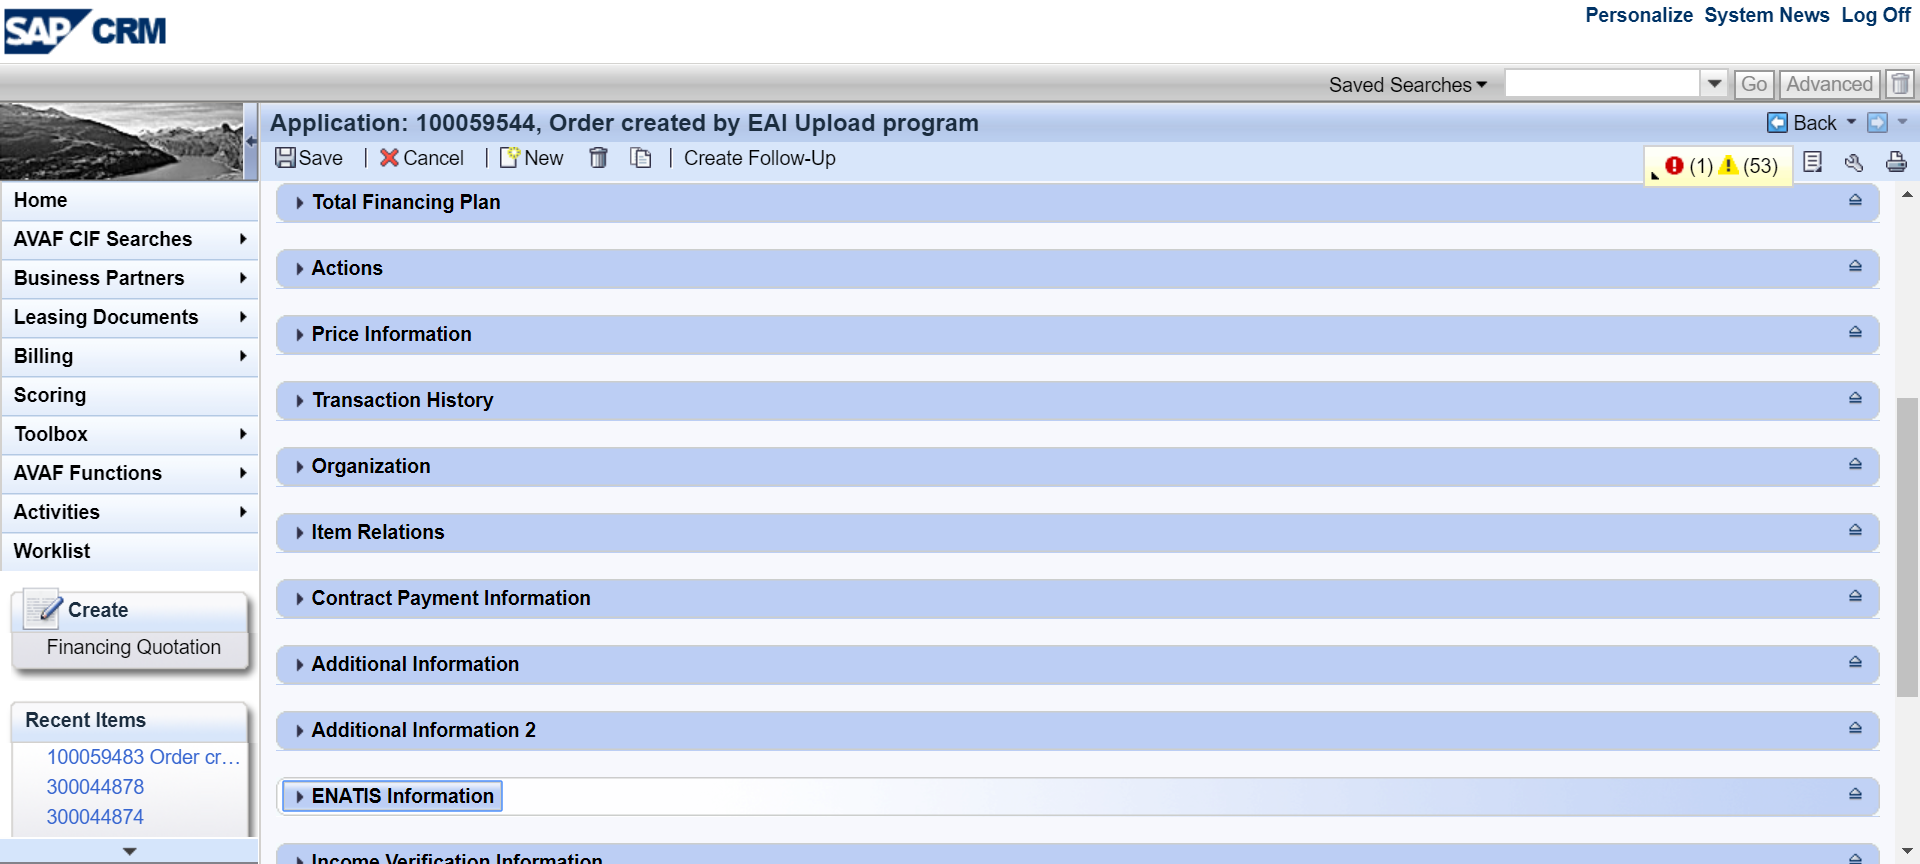 SAP CRM
Personalize System News Log Off
Saved Searches Go Advanced
Application: 100059544, Order created by EAI Upload program
Back
Save | Cancel | New | Create Follow-Up
(1) (53)
Home
AVAF CIF Searches
Business Partners
Leasing Documents
Billing
Scoring
Toolbox
AVAF Functions
Activities
Worklist
Create
Financing Quotation
Recent Items
100059483 Order cr...
300044878
300044874
Total Financing Plan
Actions
Price Information
Transaction History
Organization
Item Relations
Contract Payment Information
Additional Information
Additional Information 2
ENATIS Information
Income Verification Information